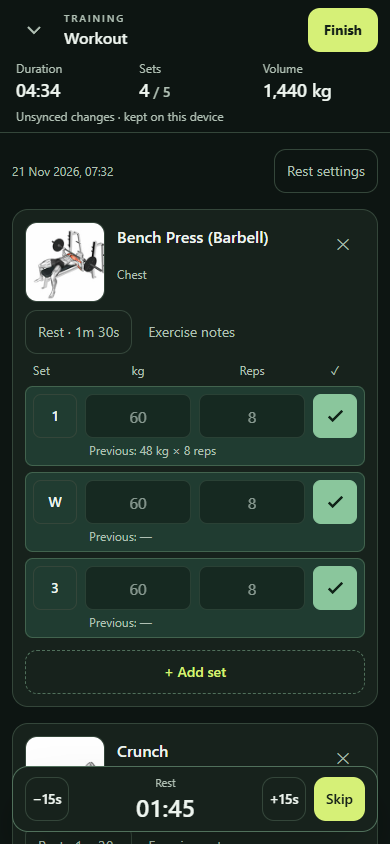 TRAINING
Workout
Finish
Duration Sets Volume
04:34 4 / 5 1,440 kg
Unsynced changes · kept on this device
21 Nov 2026, 07:32 Rest settings
Bench Press (Barbell)
Chest
Rest · 1m 30s Exercise notes
Set kg Reps ✓
1 60 8 ✓
Previous: 48 kg × 8 reps
W 60 8 ✓
Previous: —
3 60 8 ✓
Previous: —
+ Add set
Crunch
−15s Rest 01:45 +15s Skip